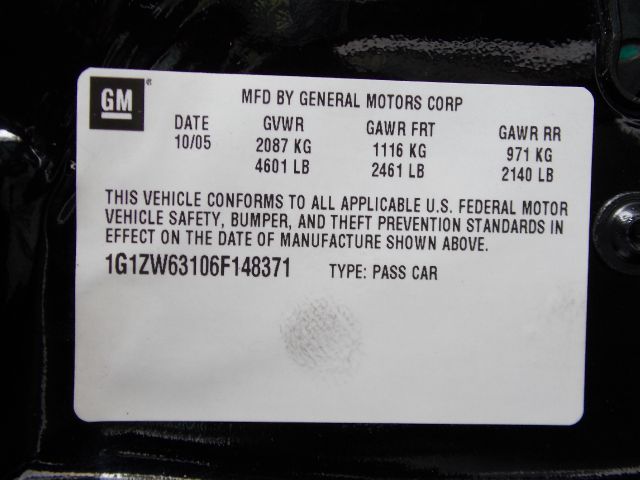 GM ®
MFD BY GENERAL MOTORS CORP
DATE GVWR GAWR FRT GAWR RR
10/05 2087 KG 1116 KG 971 KG
4601 LB 2461 LB 2140 LB
THIS VEHICLE CONFORMS TO ALL APPLICABLE U.S. FEDERAL MOTOR
VEHICLE SAFETY, BUMPER, AND THEFT PREVENTION STANDARDS IN
EFFECT ON THE DATE OF MANUFACTURE SHOWN ABOVE.
1G1ZW63106F148371 TYPE: PASS CAR